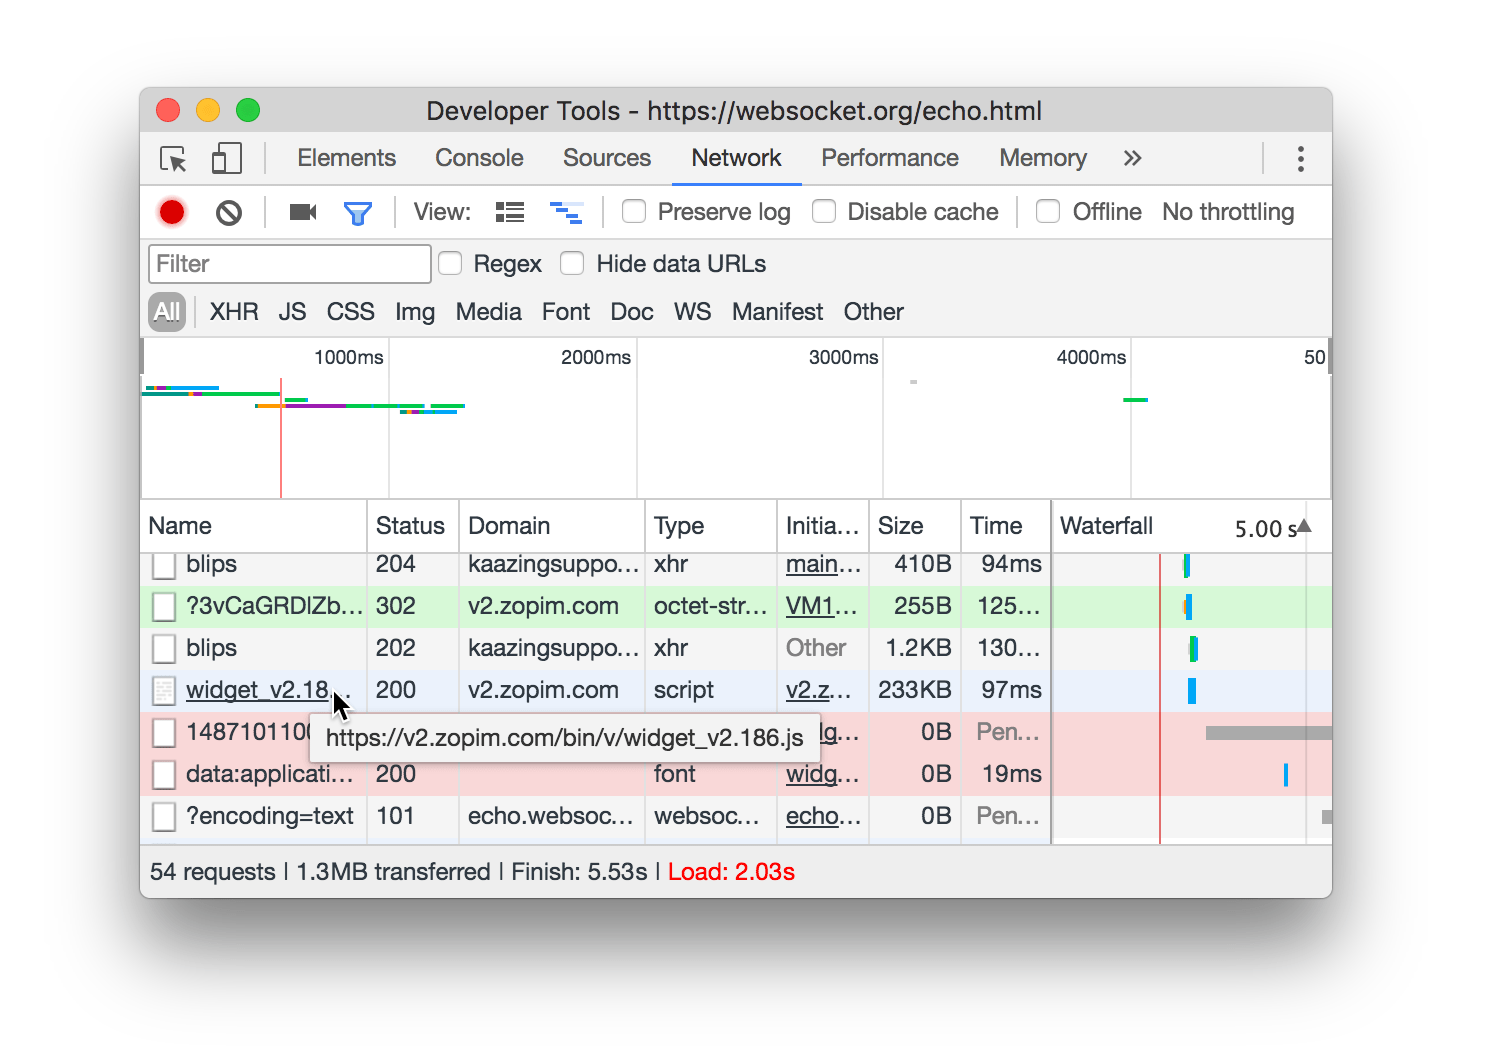 Developer Tools - https://websocket.org/echo.html
Elements Console Sources Network Performance Memory »
View: Preserve log Disable cache Offline No throttling
Filter Regex Hide data URLs
All XHR JS CSS Img Media Font Doc WS Manifest Other
1000ms 2000ms 3000ms 4000ms 50
Name Status Domain Type Initia... Size Time Waterfall 5.00 s
blips 204 kaazingsuppo... xhr main... 410B 94ms
?3vCaGRDlZb... 302 v2.zopim.com octet-str... VM1... 255B 125...
blips 202 kaazingsuppo... xhr Other 1.2KB 130...
widget_v2.18... 200 v2.zopim.com script v2.z... 233KB 97ms
1487101100 lg... 0B Pen...
https://v2.zopim.com/bin/v/widget_v2.186.js
data:applicati... 200 font widg... 0B 19ms
?encoding=text 101 echo.websoc... websoc... echo... 0B Pen...
54 requests | 1.3MB transferred | Finish: 5.53s | Load: 2.03s